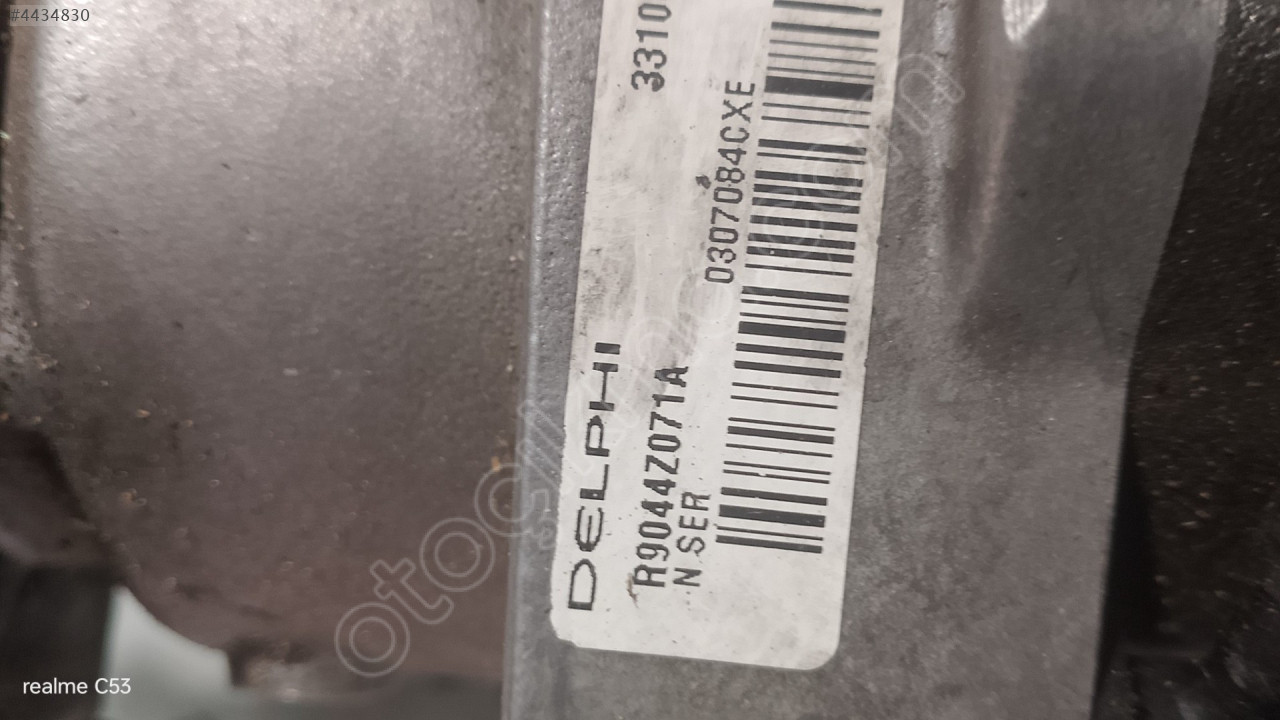 #4434830
DELPHI
R9044Z071A 3310
N.SER 0307084CXE
realme C53